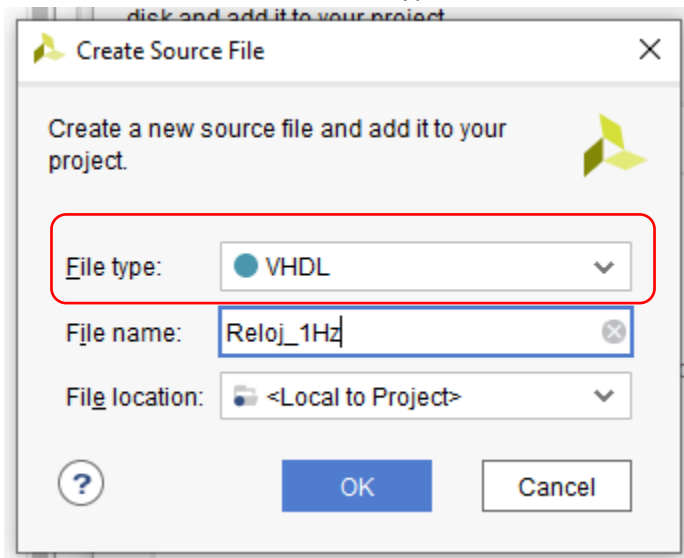 disk and add it to your project
Create Source File
Create a new source file and add it to your
project.
File type: VHDL
File name: Reloj_1Hz
File location: <Local to Project>
? OK Cancel